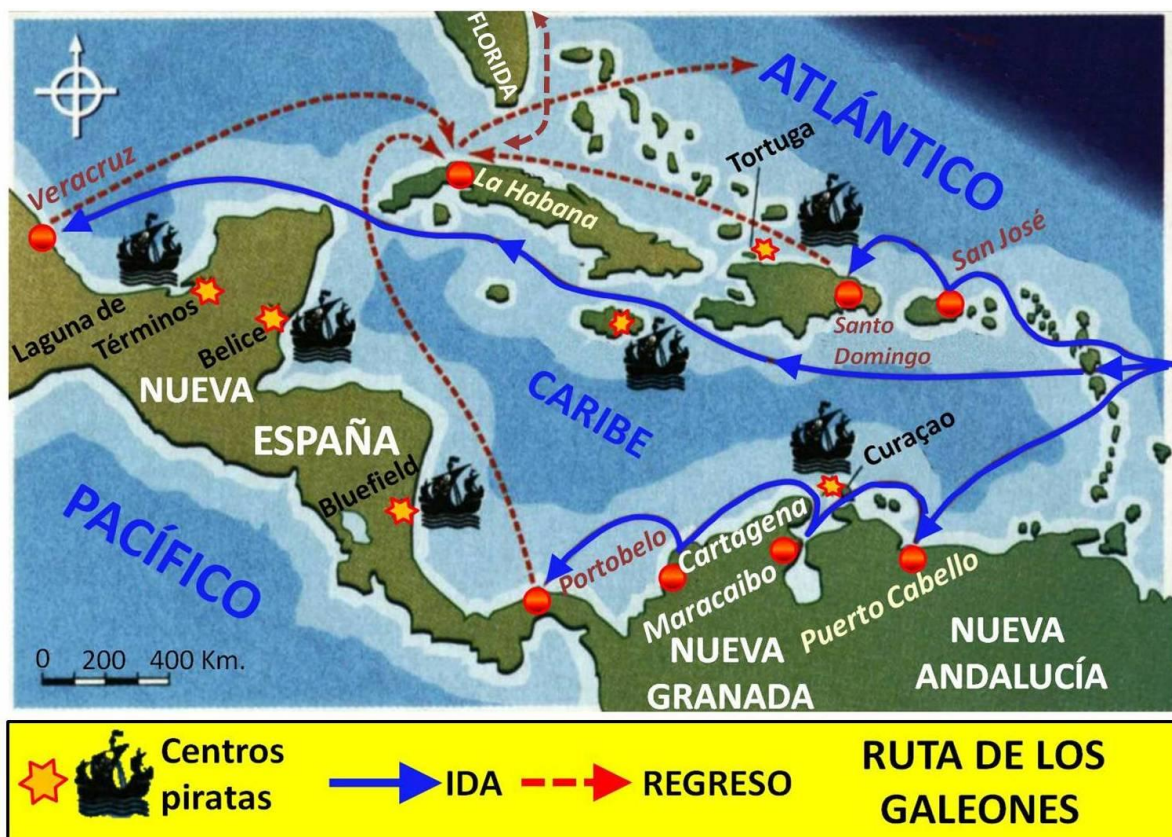 FLORIDA
ATLÁNTICO
Tortuga
Veracruz
La Habana
San José
Laguna de
Términos
Belice
Santo
Domingo
NUEVA
ESPAÑA
CARIBE
Curaçao
Bluefield
PACÍFICO
Portobelo
Cartagena
Maracaibo
Puerto Cabello
NUEVA
GRANADA
NUEVA
ANDALUCÍA
0 200 400 Km.
Centros
piratas
IDA
REGRESO
RUTA DE LOS
GALEONES